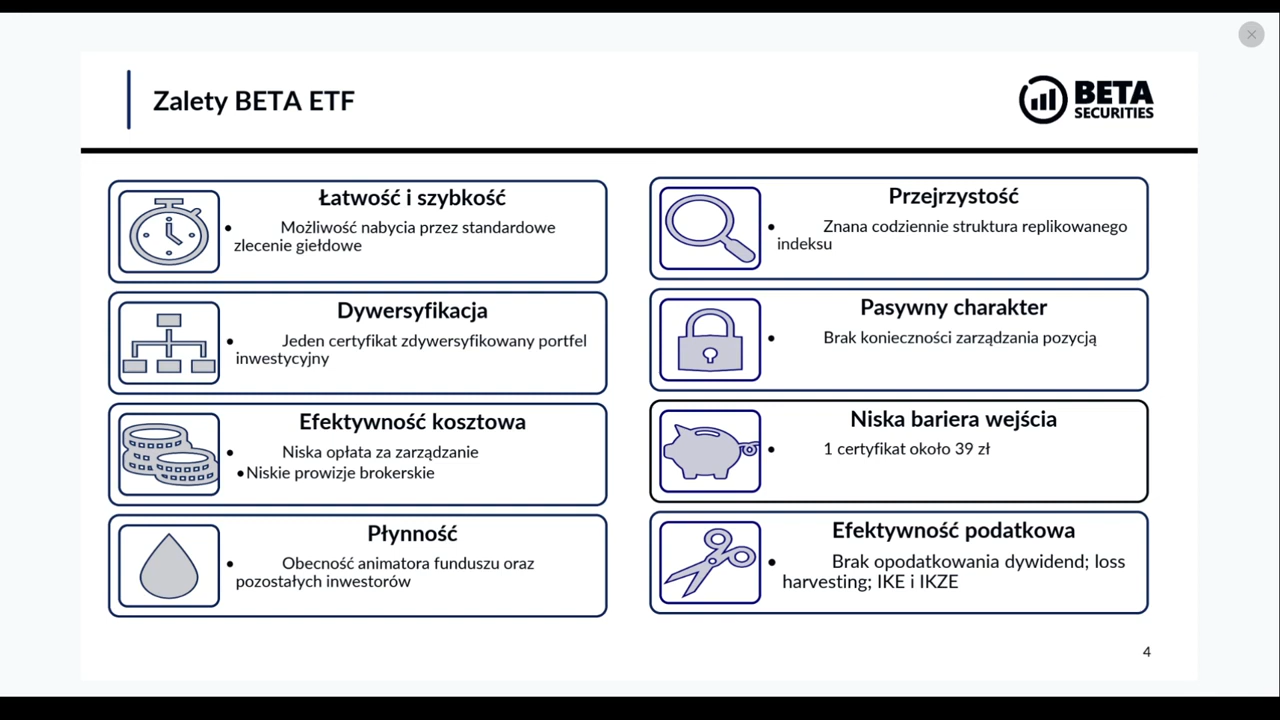 Zalety BETA ETF
BETA
SECURITIES
Łatwość i szybkość
• Możliwość nabycia przez standardowe
zlecenie giełdowe
Dywersyfikacja
• Jeden certyfikat zdywersyfikowany portfel
inwestycyjny
Efektywność kosztowa
• Niska opłata za zarządzanie
• Niskie prowizje brokerskie
Płynność
• Obecność animatora funduszu oraz
pozostałych inwestorów
Przejrzystość
• Znana codziennie struktura replikowanego
indeksu
Pasywny charakter
• Brak konieczności zarządzania pozycją
Niska bariera wejścia
• 1 certyfikat około 39 zł
Efektywność podatkowa
• Brak opodatkowania dywidend; loss
harvesting; IKE i IKZE
4